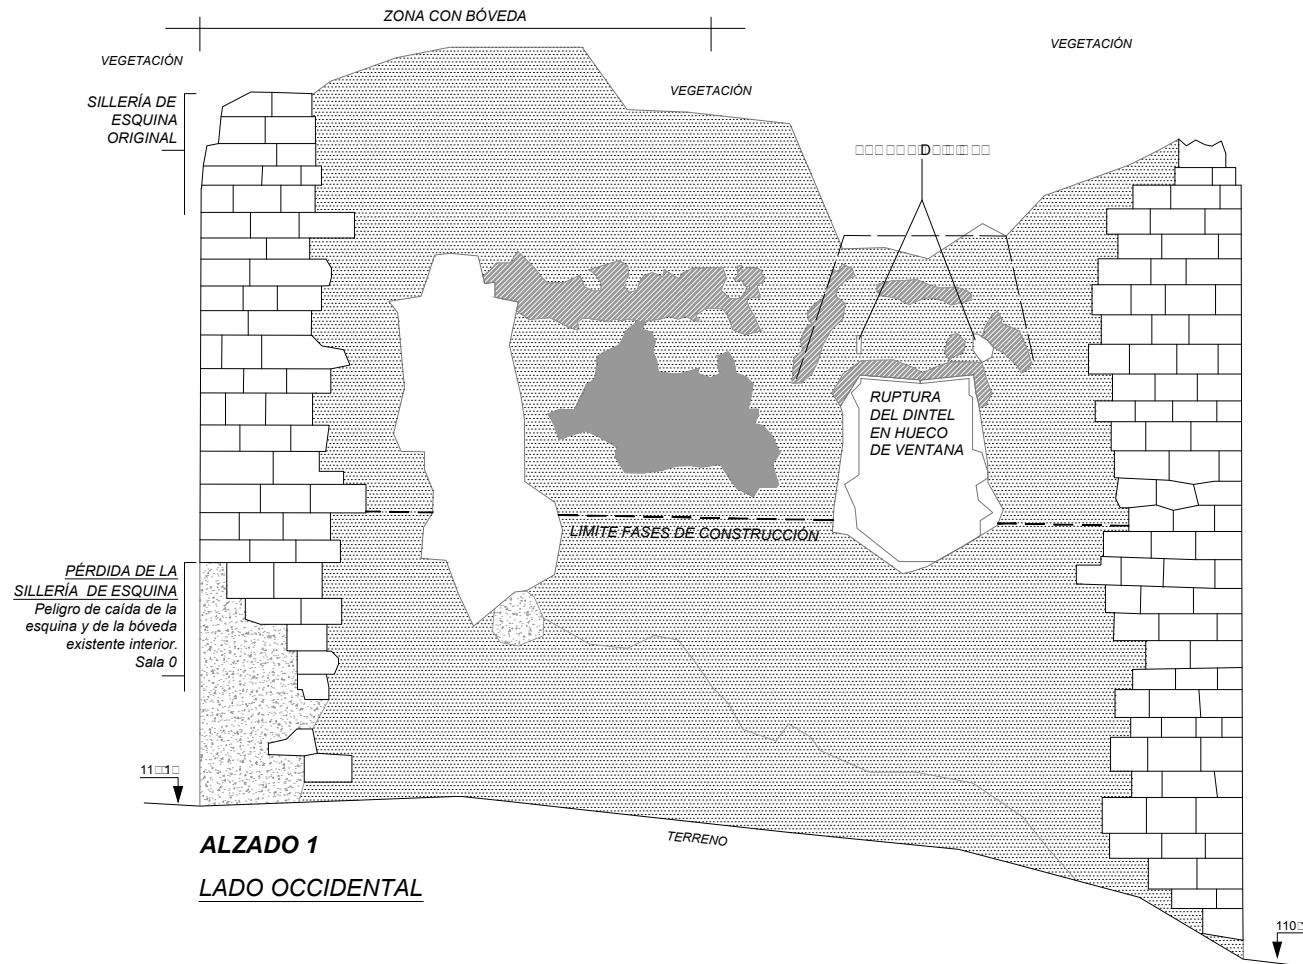 ZONA CON BÓVEDA
VEGETACIÓN
VEGETACIÓN
VEGETACIÓN
SILLERÍA DE
ESQUINA
ORIGINAL
RUPTURA
DEL DINTEL
EN HUECO
DE VENTANA
LIMITE FASES DE CONSTRUCCIÓN
PÉRDIDA DE LA
SILLERÍA DE ESQUINA
Peligro de caída de la
esquina y de la bóveda
existente interior.
Sala 0
TERRENO
ALZADO 1
LADO OCCIDENTAL